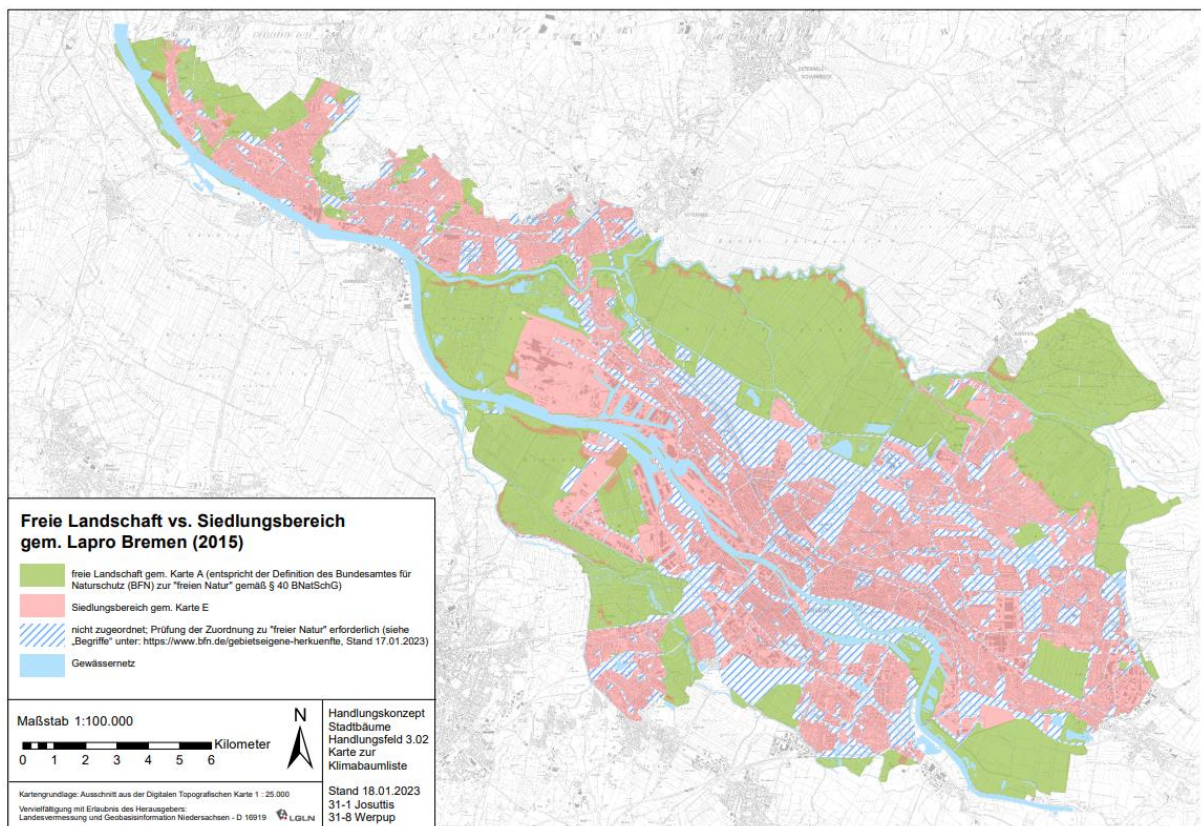 Freie Landschaft vs. Siedlungsbereich
gem. Lapro Bremen (2015)
freie Landschaft gem. Karte A (entspricht der Definition des Bundesamtes für
Naturschutz (BFN) zur "freien Natur" gemäß § 40 BNatSchG)
Siedlungsbereich gem. Karte E
nicht zugeordnet; Prüfung der Zuordnung zu "freier Natur" erforderlich (siehe
„Begriffe" unter: https://www.bfn.de/gebietseigene-herkuenfte, Stand 17.01.2023)
Gewässernetz
Maßstab 1:100.000
N
Kilometer
0 1 2 3 4 5 6
Kartengrundlage: Ausschnitt aus der Digitalen Topografischen Karte 1 : 25.000
Vervielfältigung mit Erlaubnis des Herausgebers:
Landesvermessung und Geobasisinformation Niedersachsen - D 16919
LGLN
Handlungskonzept
Stadtbäume
Handlungsfeld 3.02
Karte zur
Klimabaumliste
Stand 18.01.2023
31-1 Josuttis
31-8 Werpup